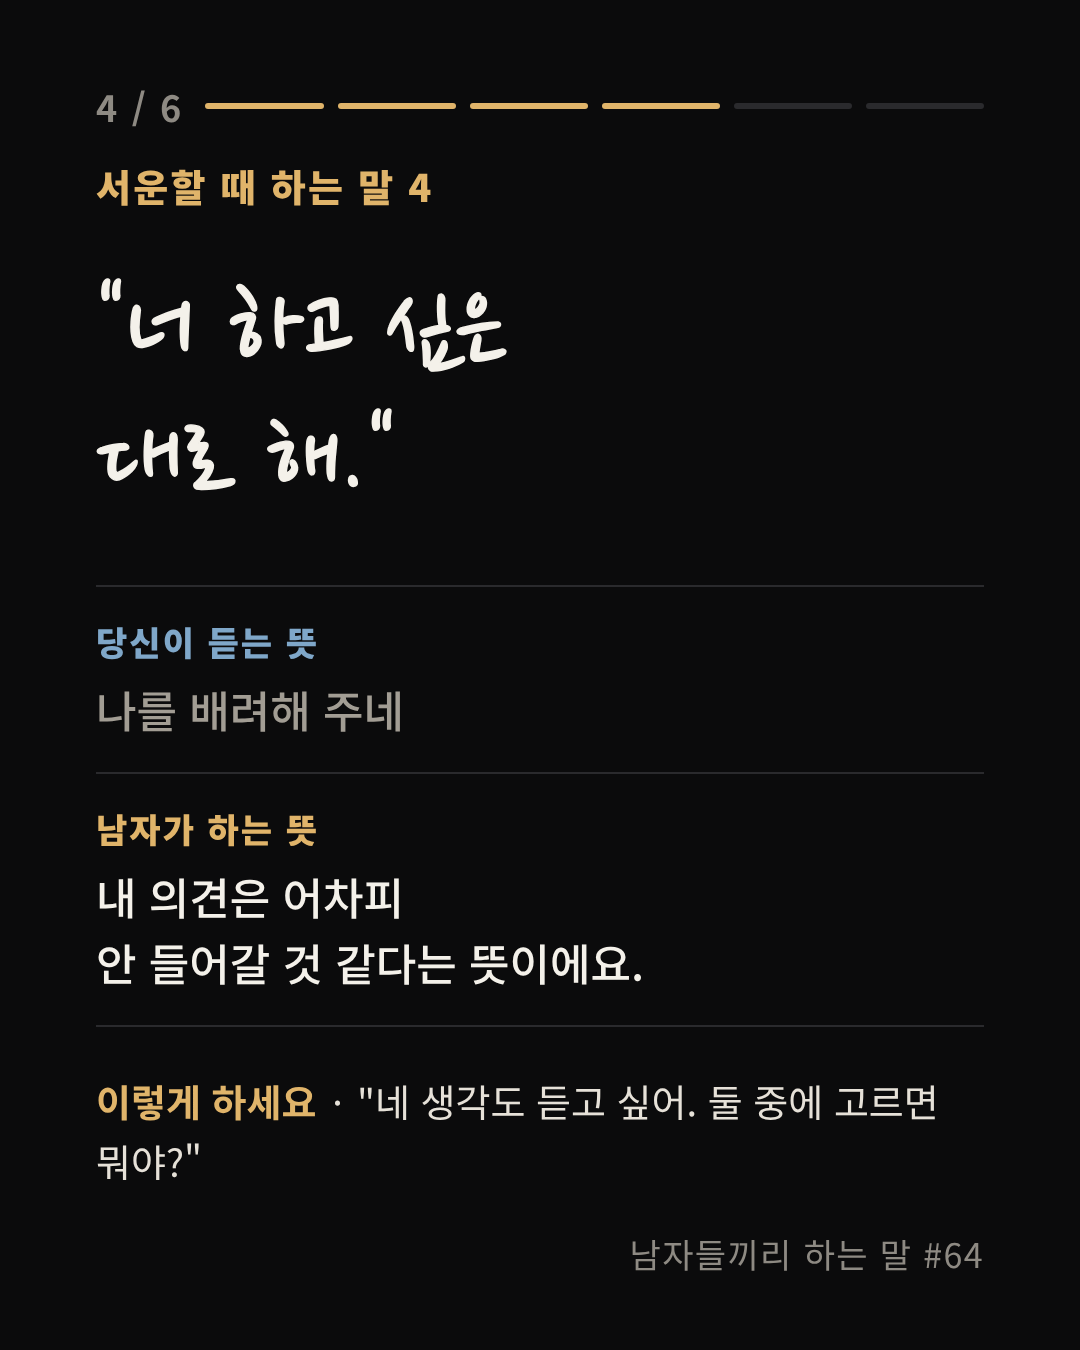 4 / 6
서운할 때 하는 말 4
"너 하고 싶은
대로 해."
당신이 듣는 뜻
나를 배려해 주네
남자가 하는 뜻
내 의견은 어차피
안 들어갈 것 같다는 뜻이에요.
이렇게 하세요 · "네 생각도 듣고 싶어. 둘 중에 고르면
뭐야?"
남자들끼리 하는 말 #64